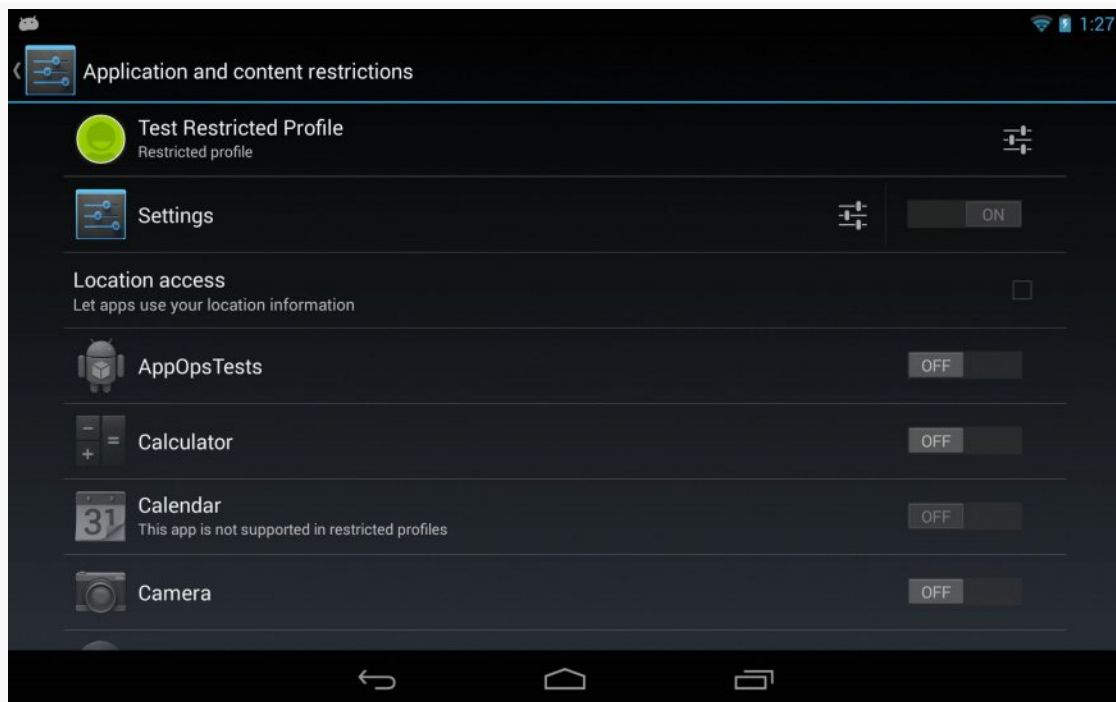 1:27
Application and content restrictions
Test Restricted Profile
Restricted profile
Settings
ON
Location access
Let apps use your location information
AppOpsTests
OFF
Calculator
OFF
31
Calendar
This app is not supported in restricted profiles
OFF
Camera
OFF